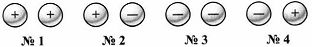 + + + − − − − +
№ 1 № 2 № 3 № 4